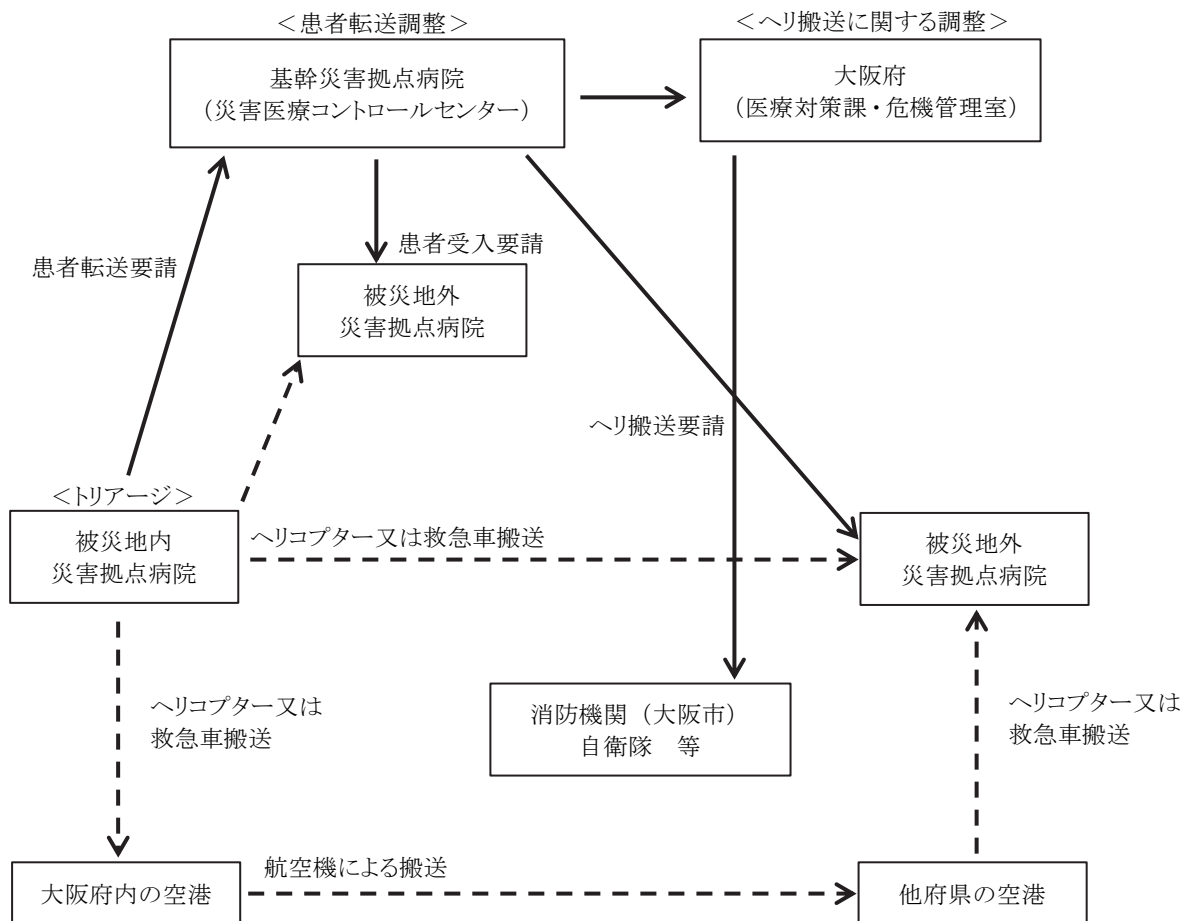 ＜患者転送調整＞
＜ヘリ搬送に関する調整＞
基幹災害拠点病院
（災害医療コントロールセンター）
大阪府
（医療対策課・危機管理室）
患者転送要請
患者受入要請
被災地外
災害拠点病院
ヘリ搬送要請
＜トリアージ＞
被災地内
災害拠点病院
ヘリコプター又は救急車搬送
被災地外
災害拠点病院
ヘリコプター又は
救急車搬送
消防機関（大阪市）
自衛隊　等
ヘリコプター又は
救急車搬送
大阪府内の空港
航空機による搬送
他府県の空港